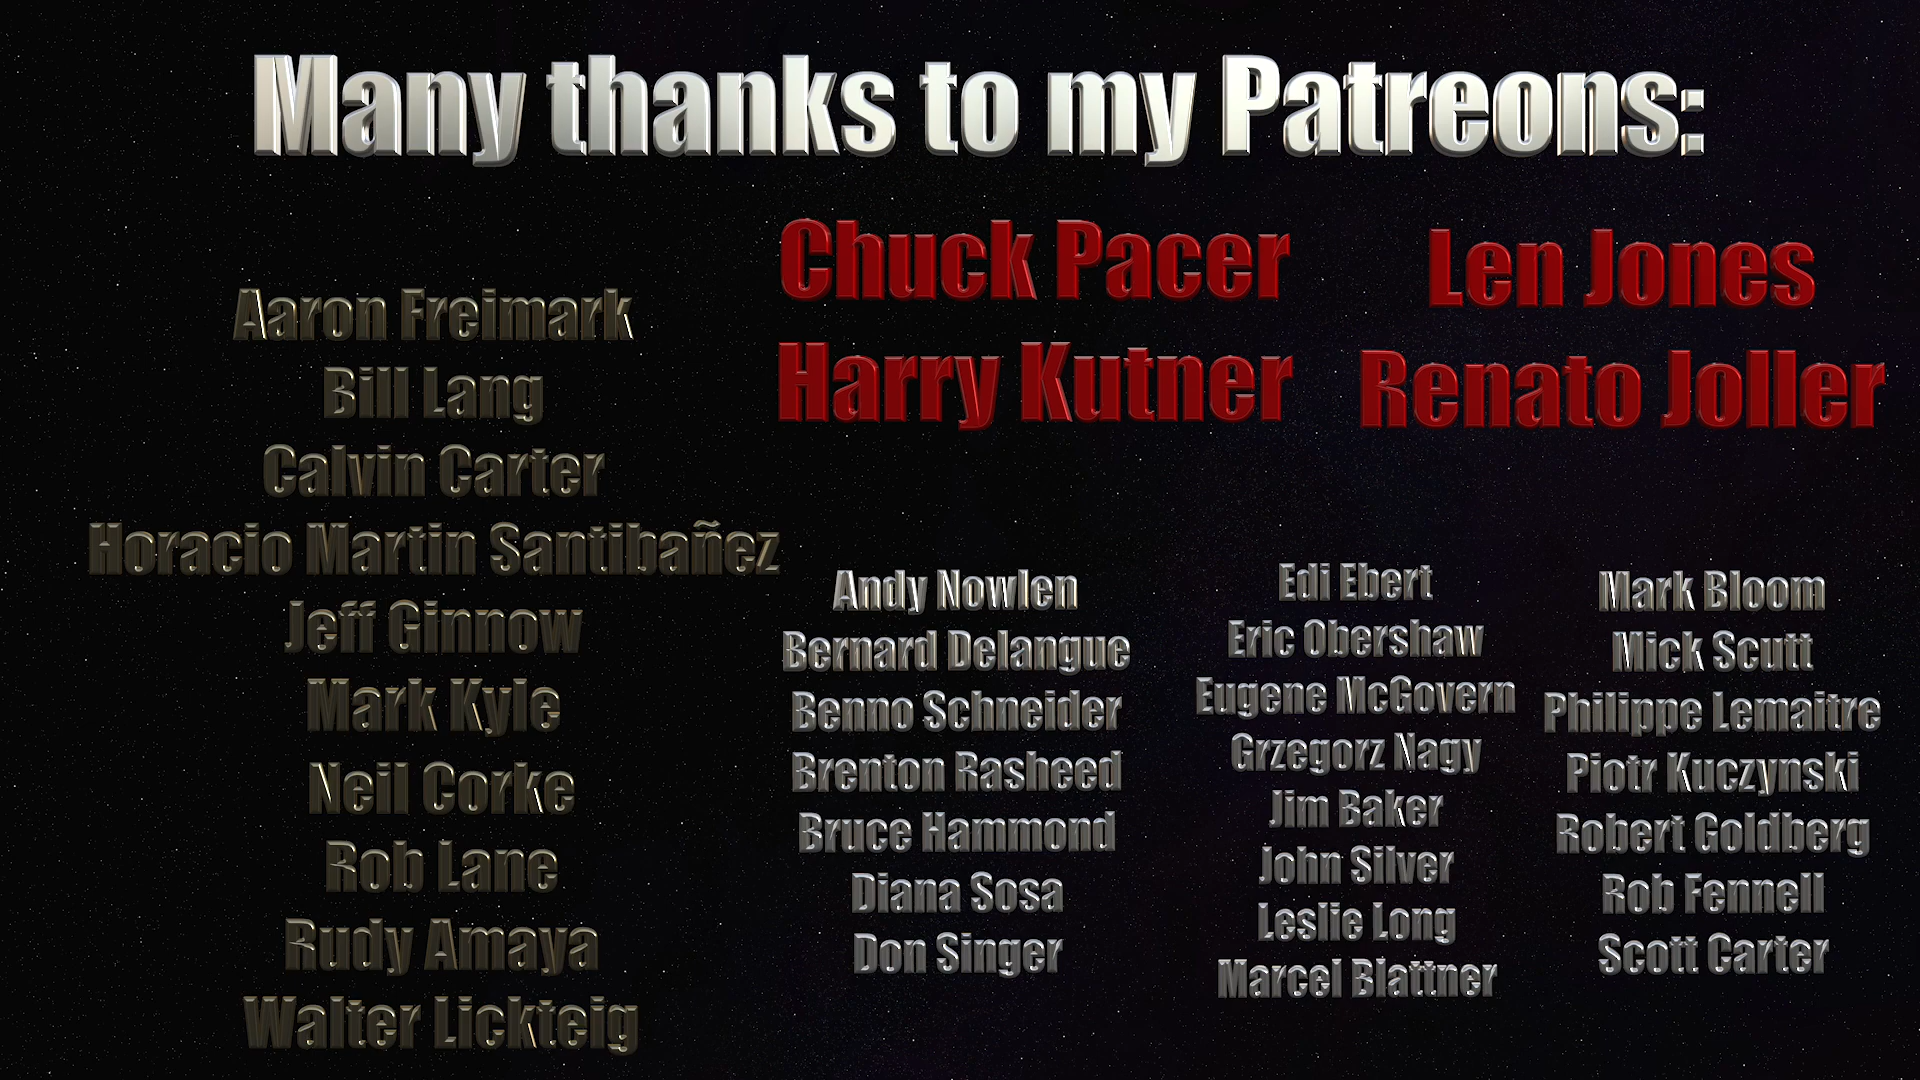 Many thanks to my Patreons:
Chuck Pacer
Len Jones
Harry Kutner
Renato Joller
Aaron Freimark
Bill Lang
Calvin Carter
Horacio Martin Santibañez
Jeff Ginnow
Mark Kyle
Neil Corke
Rob Lane
Rudy Amaya
Walter Lickteig
Andy Nowlen
Bernard Delangue
Benno Schneider
Brenton Rasheed
Bruce Hammond
Diana Sosa
Don Singer
Edi Ebert
Eric Obershaw
Eugene McGovern
Grzegorz Nagy
Jim Baker
John Silver
Leslie Long
Marcel Blattner
Mark Bloom
Mick Scutt
Philippe Lemaitre
Piotr Kuczynski
Robert Goldberg
Rob Fennell
Scott Carter